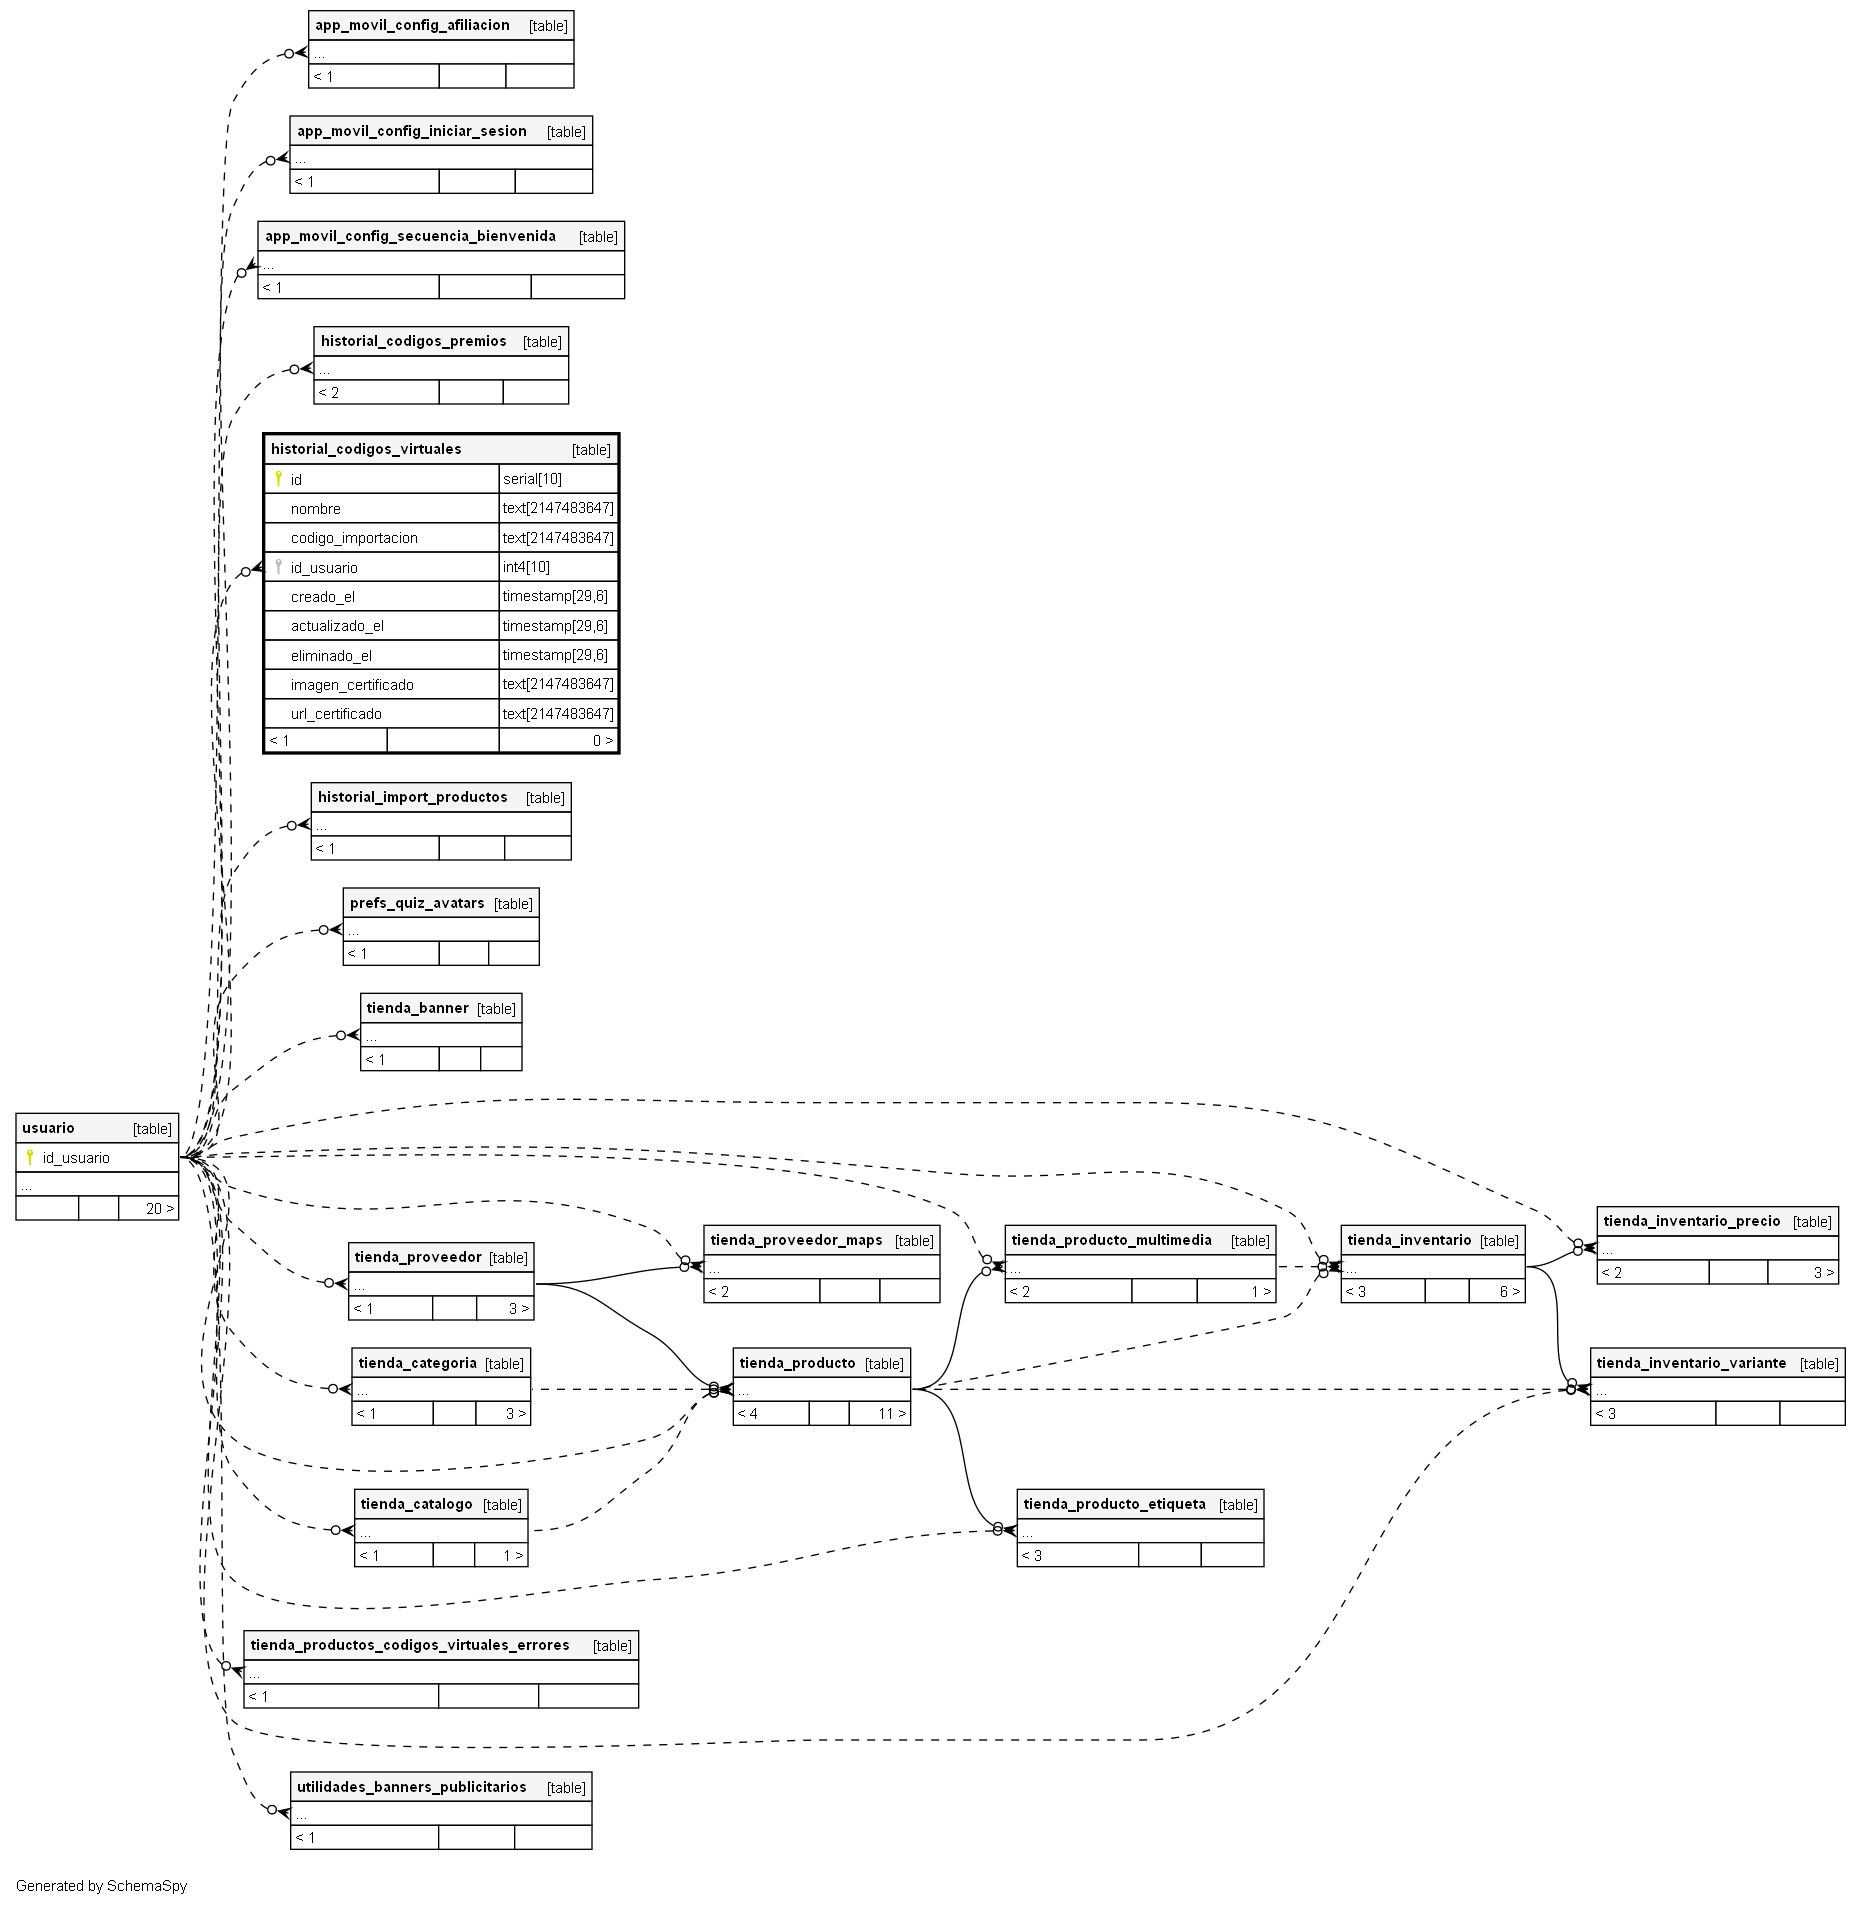 app_movil_config_afiliacion [table]
...
< 1
app_movil_config_iniciar_sesion [table]
...
< 1
app_movil_config_secuencia_bienvenida [table]
...
< 1
historial_codigos_premios [table]
...
< 2
historial_codigos_virtuales [table]
id serial[10]
nombre text[2147483647]
codigo_importacion text[2147483647]
id_usuario int4[10]
creado_el timestamp[29,6]
actualizado_el timestamp[29,6]
eliminado_el timestamp[29,6]
imagen_certificado text[2147483647]
url_certificado text[2147483647]
< 1 0 >
historial_import_productos [table]
...
< 1
prefs_quiz_avatars [table]
...
< 1
tienda_banner [table]
...
< 1
usuario [table]
id_usuario
...
20 >
tienda_proveedor [table]
...
< 1 3 >
tienda_proveedor_maps [table]
...
< 2
tienda_producto_multimedia [table]
...
< 2 1 >
tienda_inventario [table]
...
< 3 6 >
tienda_inventario_precio [table]
...
< 2 3 >
tienda_categoria [table]
...
< 1 3 >
tienda_producto [table]
...
< 4 11 >
tienda_inventario_variante [table]
...
< 3
tienda_catalogo [table]
...
< 1 1 >
tienda_producto_etiqueta [table]
...
< 3
tienda_productos_codigos_virtuales_errores [table]
...
< 1
utilidades_banners_publicitarios [table]
...
< 1
Generated by SchemaSpy